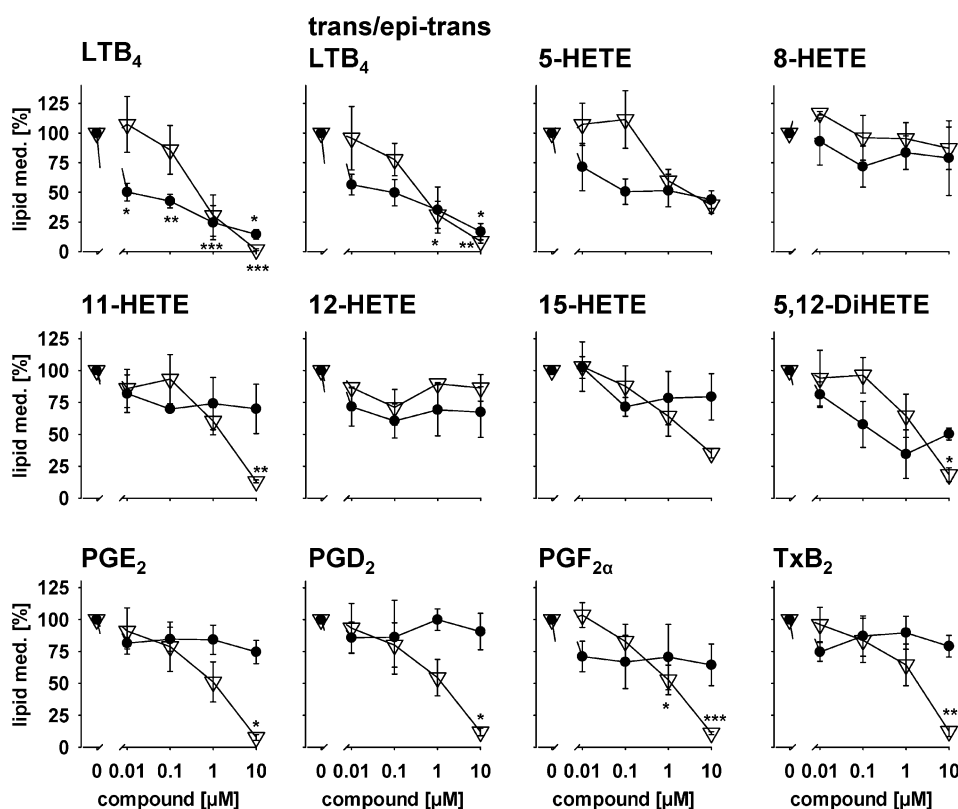 trans/epi-trans
LTB4 LTB4 5-HETE 8-HETE
lipid med. [%]
125
100
75
50
25
0
* ** *** * ***
* ** *
11-HETE 12-HETE 15-HETE 5,12-DiHETE
lipid med. [%]
125
100
75
50
25
0
** *
PGE2 PGD2 PGF2α TxB2
lipid med. [%]
125
100
75
50
25
0
* * * *** **
0 0.01 0.1 1 10 0 0.01 0.1 1 10 0 0.01 0.1 1 10 0 0.01 0.1 1 10
compound [µM] compound [µM] compound [µM] compound [µM]